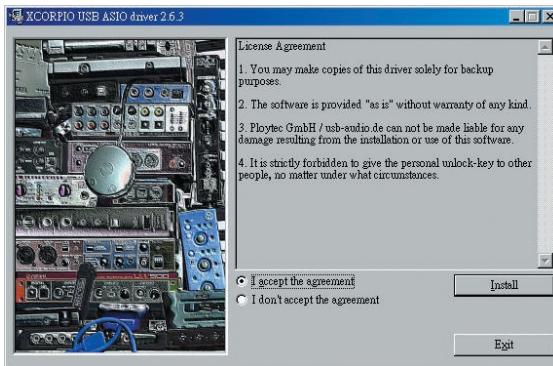 XCORPIO USB ASIO driver 2.6.3
License Agreement
1. You may make copies of this driver solely for backup
purposes.
2. The software is provided "as is" without warranty of any kind.
3. Ploytec GmbH / usb-audio.de can not be made liable for any
damage resulting from the installation or use of this software.
4. It is strictly forbidden to give the personal unlock-key to other
people, no matter under what circumstances.
I accept the agreement
I don't accept the agreement
Install
Exit